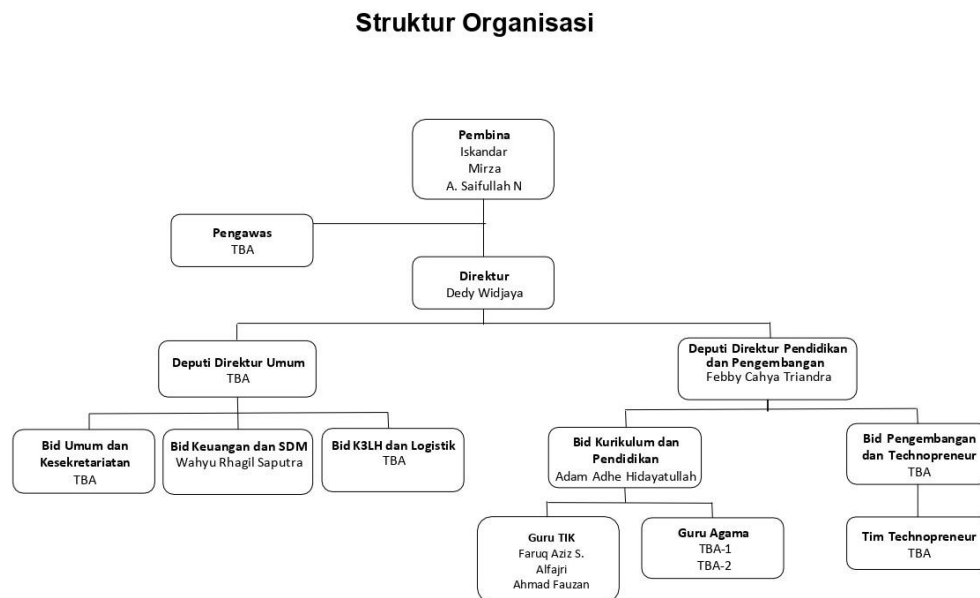 Struktur Organisasi
Pembina
Iskandar
Mirza
A. Saifullah N
Pengawas
TBA
Direktur
Dedy Widjaya
Deputi Direktur Umum
TBA
Deputi Direktur Pendidikan
dan Pengembangan
Febby Cahya Triandra
Bid Umum dan
Kesekretariatan
TBA
Bid Keuangan dan SDM
Wahyu Rhagil Saputra
Bid K3LH dan Logistik
TBA
Bid Kurikulum dan
Pendidikan
Adam Adhe Hidayatullah
Bid Pengembangan
dan Technopreneur
TBA
Guru TIK
Faruq Aziz S.
Alfajri
Ahmad Fauzan
Guru Agama
TBA-1
TBA-2
Tim Technopreneur
TBA